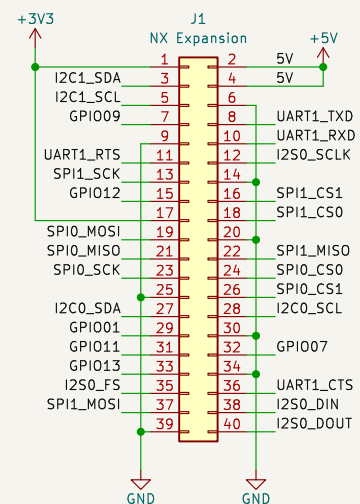 J1
+3V3
NX Expansion
+5V
1 2 5V
I2C1_SDA 3 4 5V
I2C1_SCL 5 6
GPIO09 7 8 UART1_TXD
9 10 UART1_RXD
UART1_RTS 11 12 I2S0_SCLK
SPI1_SCK 13 14
GPIO12 15 16 SPI1_CS1
17 18 SPI1_CS0
SPI0_MOSI 19 20
SPI0_MISO 21 22 SPI1_MISO
SPI0_SCK 23 24 SPI0_CS0
25 26 SPI0_CS1
I2C0_SDA 27 28 I2C0_SCL
GPIO01 29 30
GPIO11 31 32 GPIO07
GPIO13 33 34
I2S0_FS 35 36 UART1_CTS
SPI1_MOSI 37 38 I2S0_DIN
39 40 I2S0_DOUT
GND GND